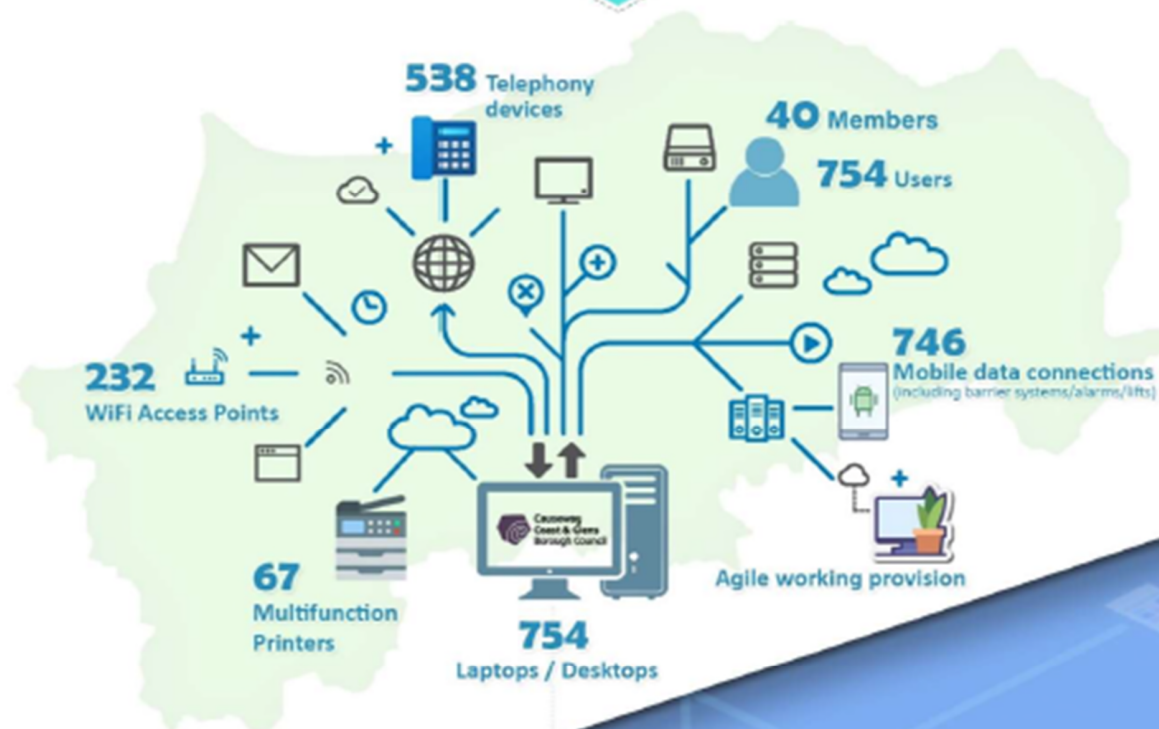 538 Telephony
devices
40 Members
754 Users
232
WiFi Access Points
746
Mobile data connections
(including barrier systems/alarms/lifts)
Causeway
Coast & Glens
Borough Council
Agile working provision
67
Multifunction
Printers
754
Laptops / Desktops